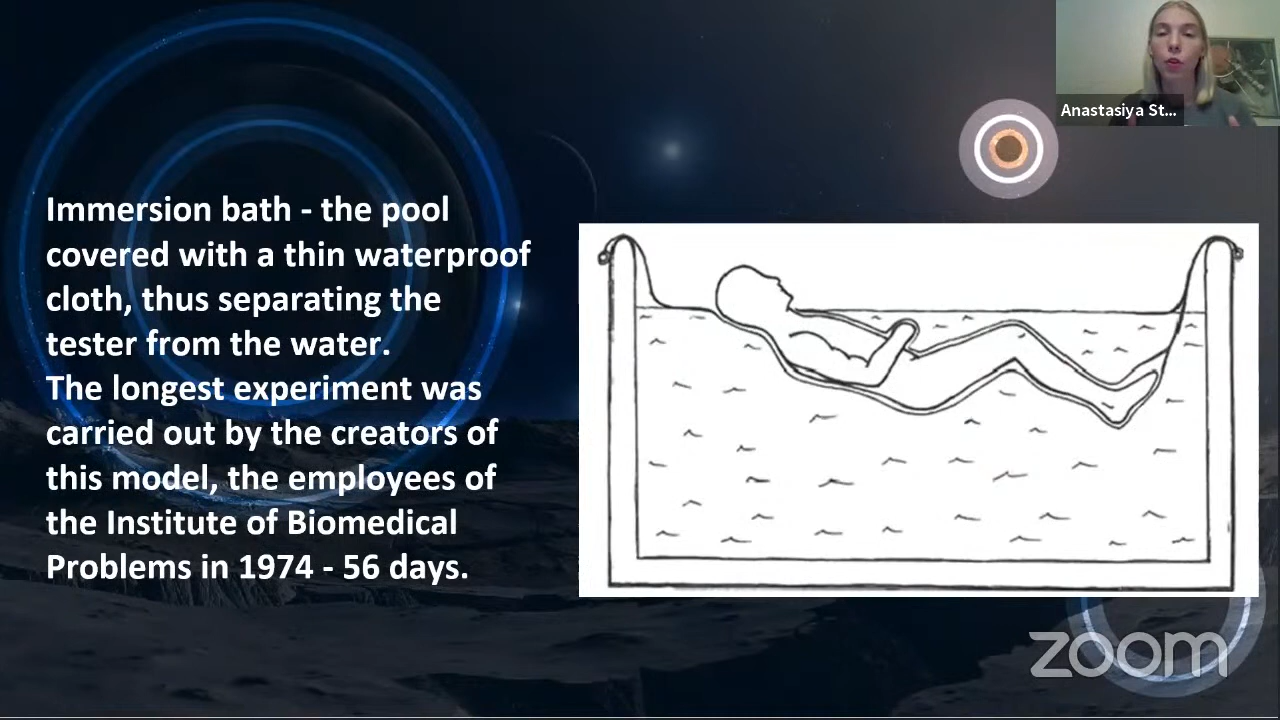 Anastasiya St...
Immersion bath - the pool
covered with a thin waterproof
cloth, thus separating the
tester from the water.
The longest experiment was
carried out by the creators of
this model, the employees of
the Institute of Biomedical
Problems in 1974 - 56 days.
zoom